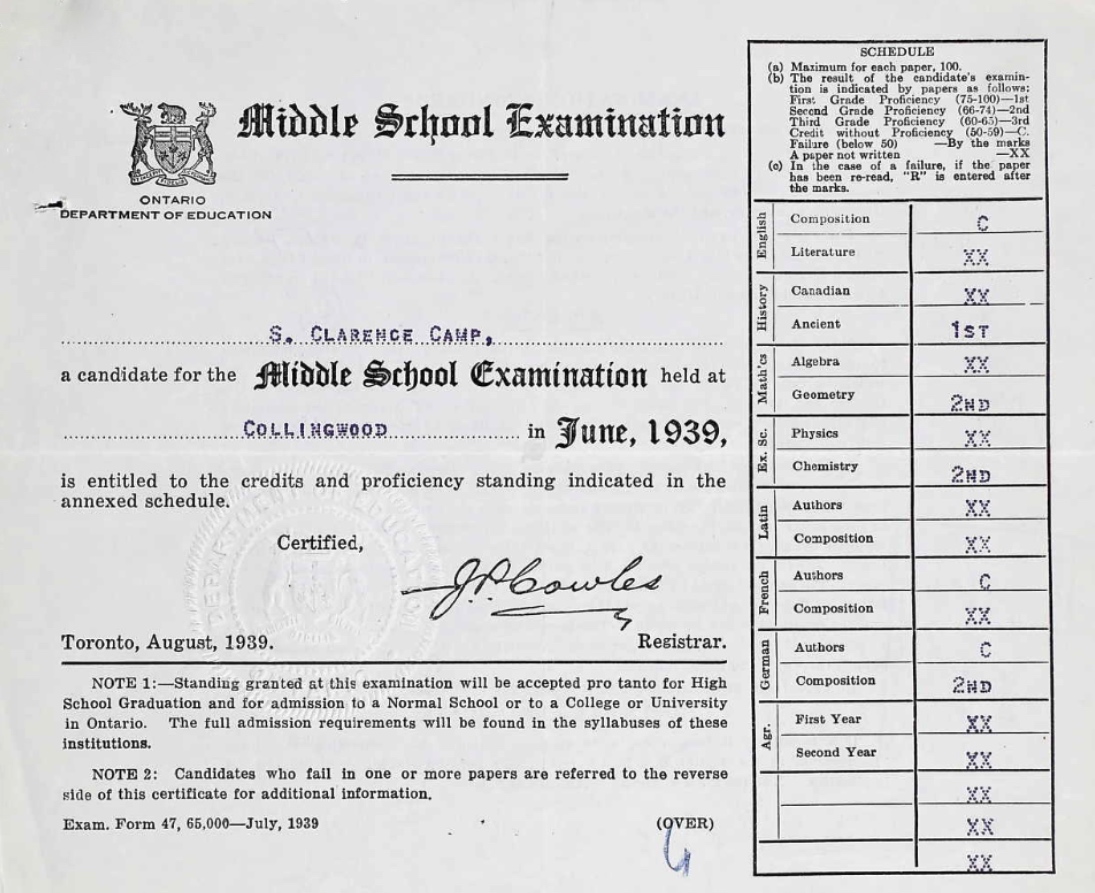 Middle School Examination
ONTARIO
DEPARTMENT OF EDUCATION
S. CLARENCE CAMP,
a candidate for the Middle School Examination held at
COLLINGWOOD in June, 1939,
is entitled to the credits and proficiency standing indicated in the
annexed schedule.
Certified,
J.P. Cowles
Toronto, August, 1939. Registrar.
NOTE 1:—Standing granted at this examination will be accepted pro tanto for High
School Graduation and for admission to a Normal School or to a College or University
in Ontario. The full admission requirements will be found in the syllabuses of these
institutions.
NOTE 2: Candidates who fail in one or more papers are referred to the reverse
side of this certificate for additional information.
Exam. Form 47, 65,000—July, 1939 (OVER)
SCHEDULE
(a) Maximum for each paper, 100.
(b) The result of the candidate's examin-
tion is indicated by papers as follows:
First Grade Proficiency (75-100)—1st
Second Grade Proficiency (66-74)—2nd
Third Grade Proficiency (60-65)—3rd
Credit without Proficiency (50-59)—C.
Failure (below 50) —By the marks
A paper not written —XX
(c) In the case of a failure, if the paper
has been re-read, "R" is entered after
the marks.
English
Composition C
Literature XX
History
Canadian XX
Ancient 1ST
Math'cs
Algebra XX
Geometry 2ND
Ex. Sc.
Physics XX
Chemistry 2ND
Latin
Authors XX
Composition XX
French
Authors C
Composition XX
German
Authors C
Composition 2ND
Agr.
First Year XX
Second Year XX
XX
XX
XX